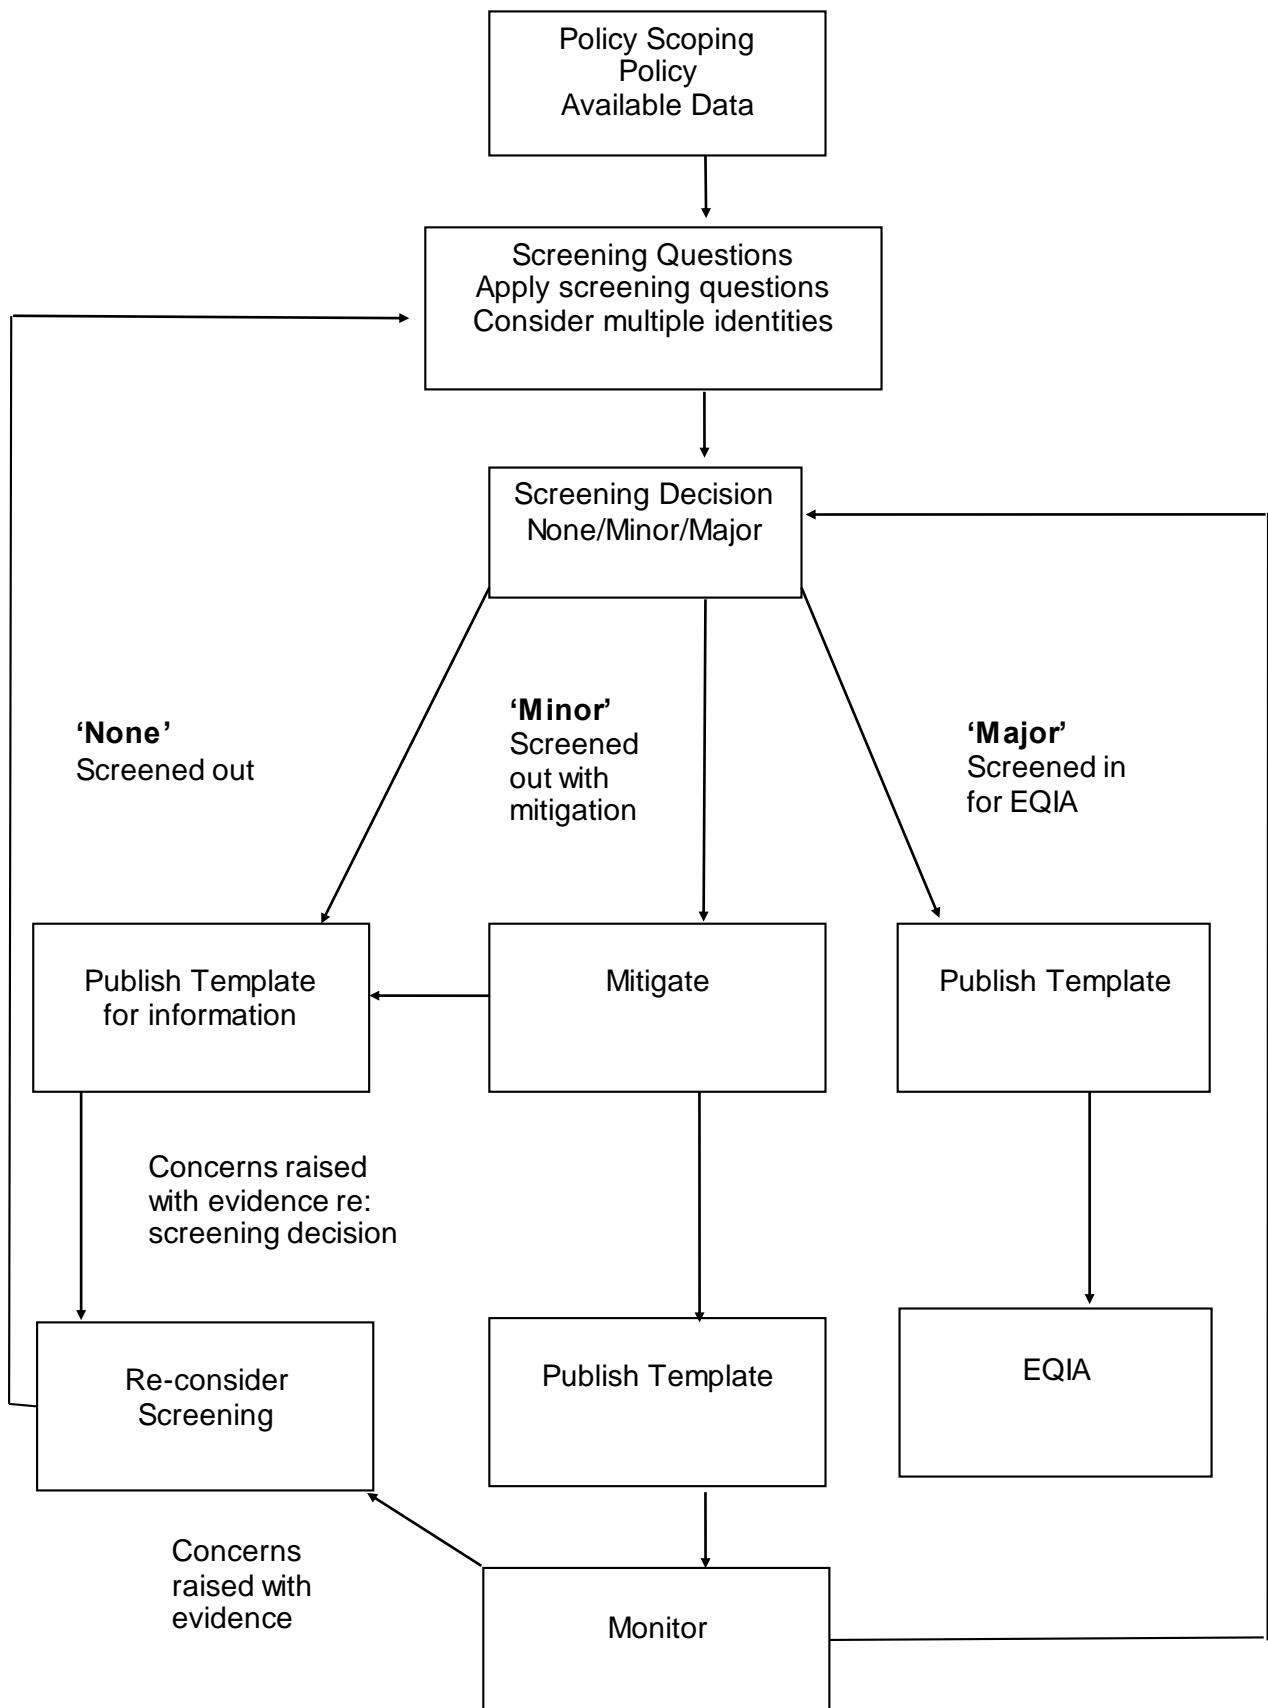 Policy Scoping
Policy
Available Data
Screening Questions
Apply screening questions
Consider multiple identities
Screening Decision
None/Minor/Major
‘None’
Screened out
‘Minor’
Screened
out with
mitigation
‘Major’
Screened in
for EQIA
Publish Template
for information
Mitigate
Publish Template
Concerns raised
with evidence re:
screening decision
Re-consider
Screening
Publish Template
EQIA
Concerns
raised with
evidence
Monitor